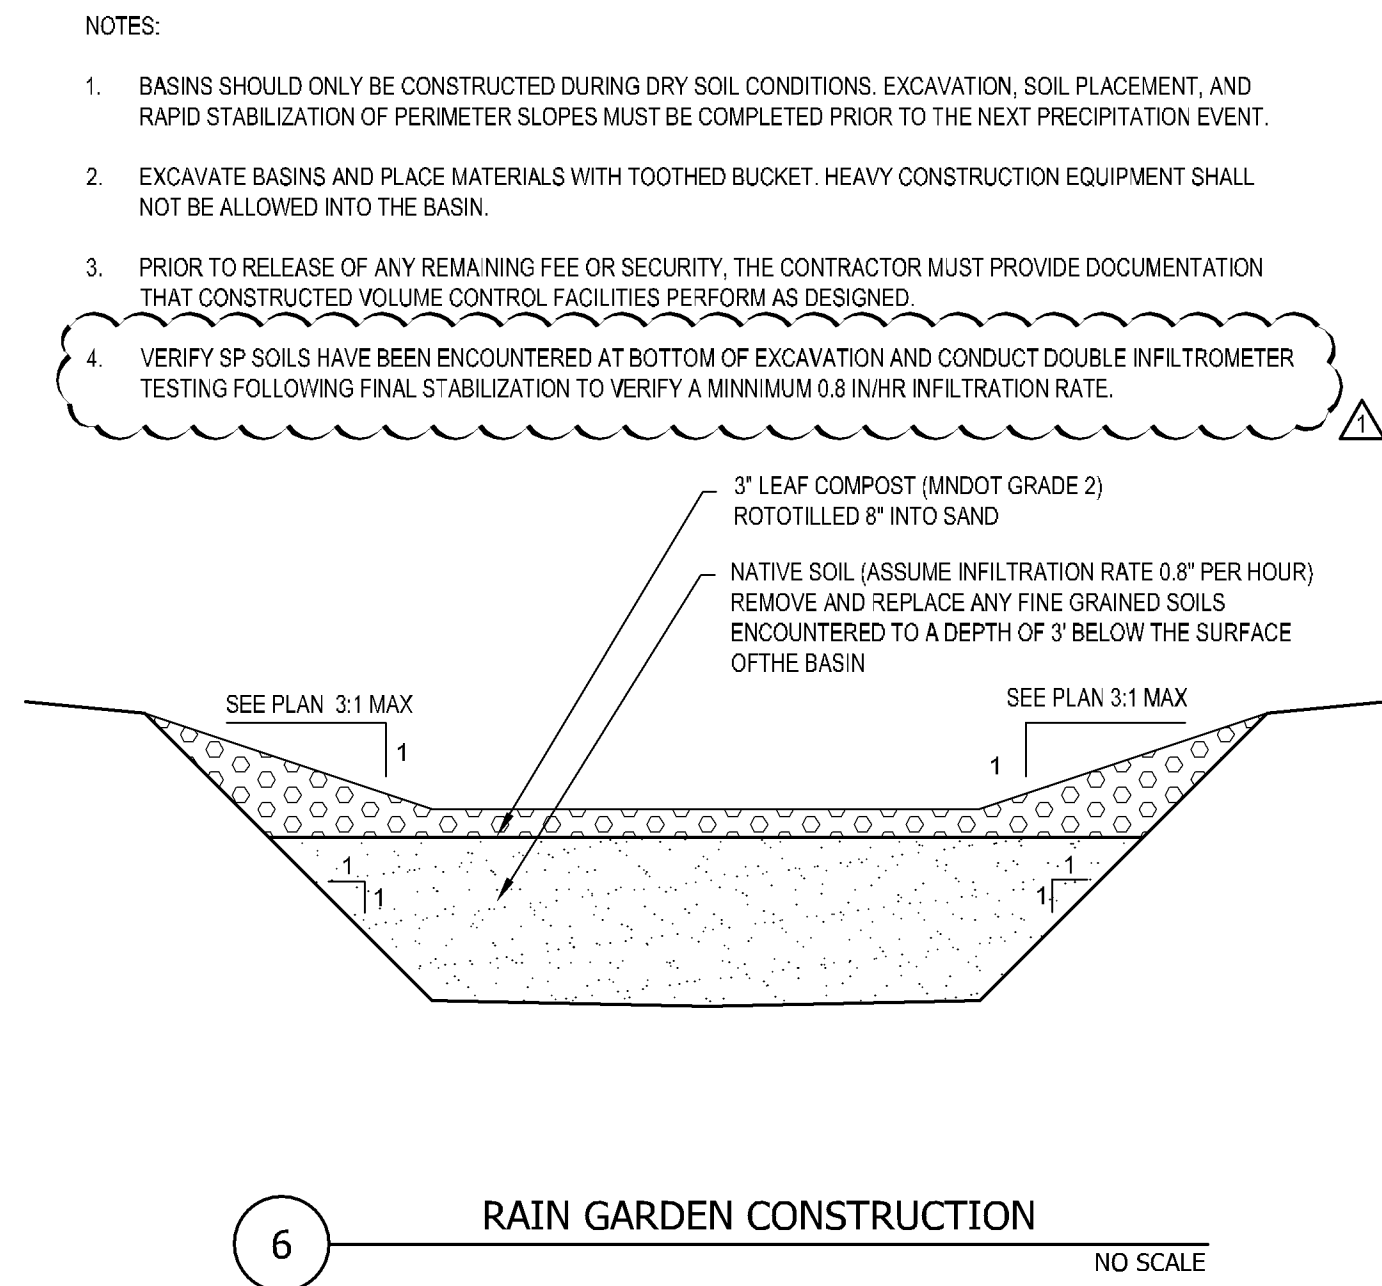 NOTES:
1. BASINS SHOULD ONLY BE CONSTRUCTED DURING DRY SOIL CONDITIONS. EXCAVATION, SOIL PLACEMENT, AND
RAPID STABILIZATION OF PERIMETER SLOPES MUST BE COMPLETED PRIOR TO THE NEXT PRECIPITATION EVENT.
2. EXCAVATE BASINS AND PLACE MATERIALS WITH TOOTHED BUCKET. HEAVY CONSTRUCTION EQUIPMENT SHALL
NOT BE ALLOWED INTO THE BASIN.
3. PRIOR TO RELEASE OF ANY REMAINING FEE OR SECURITY, THE CONTRACTOR MUST PROVIDE DOCUMENTATION
THAT CONSTRUCTED VOLUME CONTROL FACILITIES PERFORM AS DESIGNED.
4. VERIFY SP SOILS HAVE BEEN ENCOUNTERED AT BOTTOM OF EXCAVATION AND CONDUCT DOUBLE INFILTROMETER
TESTING FOLLOWING FINAL STABILIZATION TO VERIFY A MINNIMUM 0.8 IN/HR INFILTRATION RATE.
1
3" LEAF COMPOST (MNDOT GRADE 2)
ROTOTILLED 8" INTO SAND
NATIVE SOIL (ASSUME INFILTRATION RATE 0.8" PER HOUR)
REMOVE AND REPLACE ANY FINE GRAINED SOILS
ENCOUNTERED TO A DEPTH OF 3' BELOW THE SURFACE
OFTHE BASIN
SEE PLAN 3:1 MAX
1
SEE PLAN 3:1 MAX
1
1
1
1
1
6
RAIN GARDEN CONSTRUCTION
NO SCALE